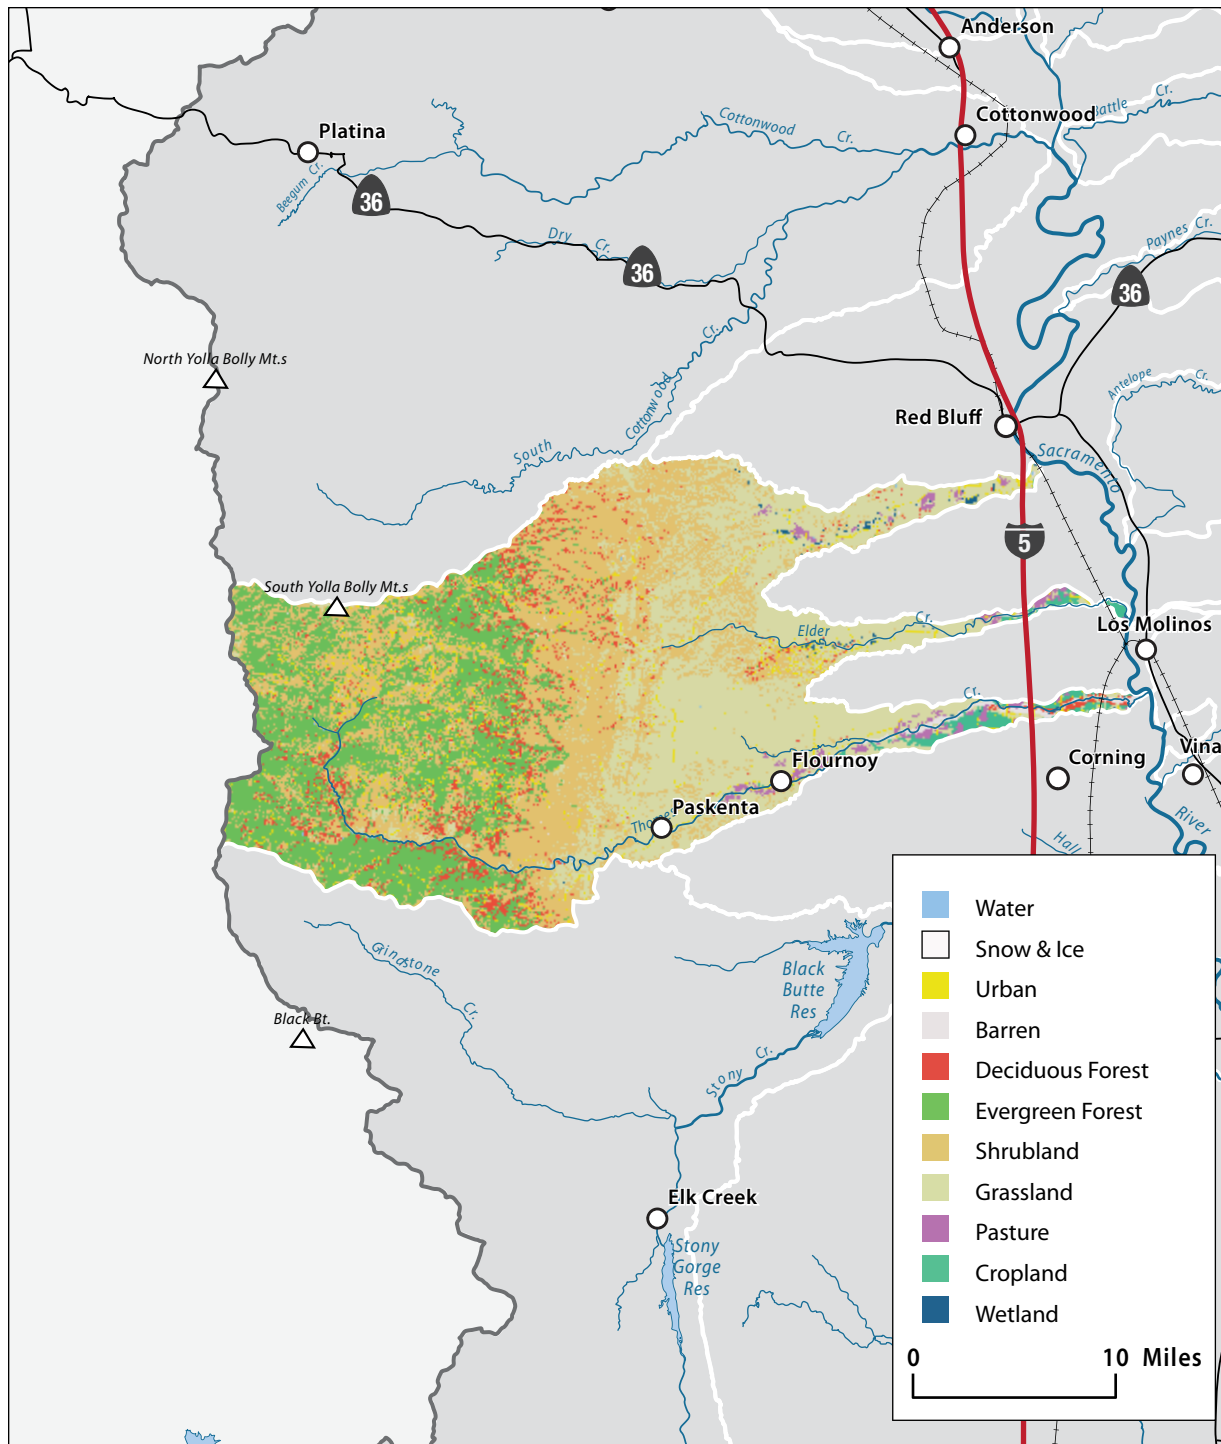 Anderson
Cottonwood
Battle Cr.
Cottonwood Cr.
Platina
Beegum Cr.
36
Dry Cr.
36
Paynes Cr.
36
North Yolla Bolly Mt.s
South Cottonwood Cr.
Antelope Cr.
Red Bluff
Sacramento
5
South Yolla Bolly Mt.s
Elder Cr.
Los Molinos
Cr.
Flournoy
Corning
Vina
Paskenta
Thomes
River
Hall
Grindstone Cr.
Black
Butte
Res
Black Bt.
Stony Cr.
Elk Creek
Stony
Gorge
Res
Water
Snow & Ice
Urban
Barren
Deciduous Forest
Evergreen Forest
Shrubland
Grassland
Pasture
Cropland
Wetland
0 10 Miles